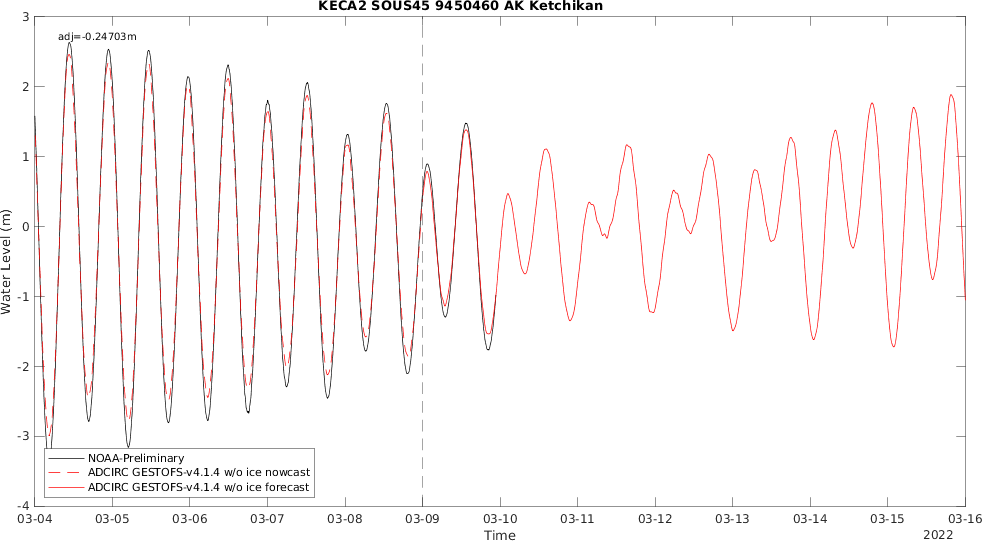 KECA2 SOUS45 9450460 AK Ketchikan
adj=-0.24703m
3
2
1
0
-1
-2
-3
-4
Water Level (m)
NOAA-Preliminary
ADCIRC GESTOFS-v4.1.4 w/o ice nowcast
ADCIRC GESTOFS-v4.1.4 w/o ice forecast
03-04 03-05 03-06 03-07 03-08 03-09 03-10 03-11 03-12 03-13 03-14 03-15 03-16
Time
2022